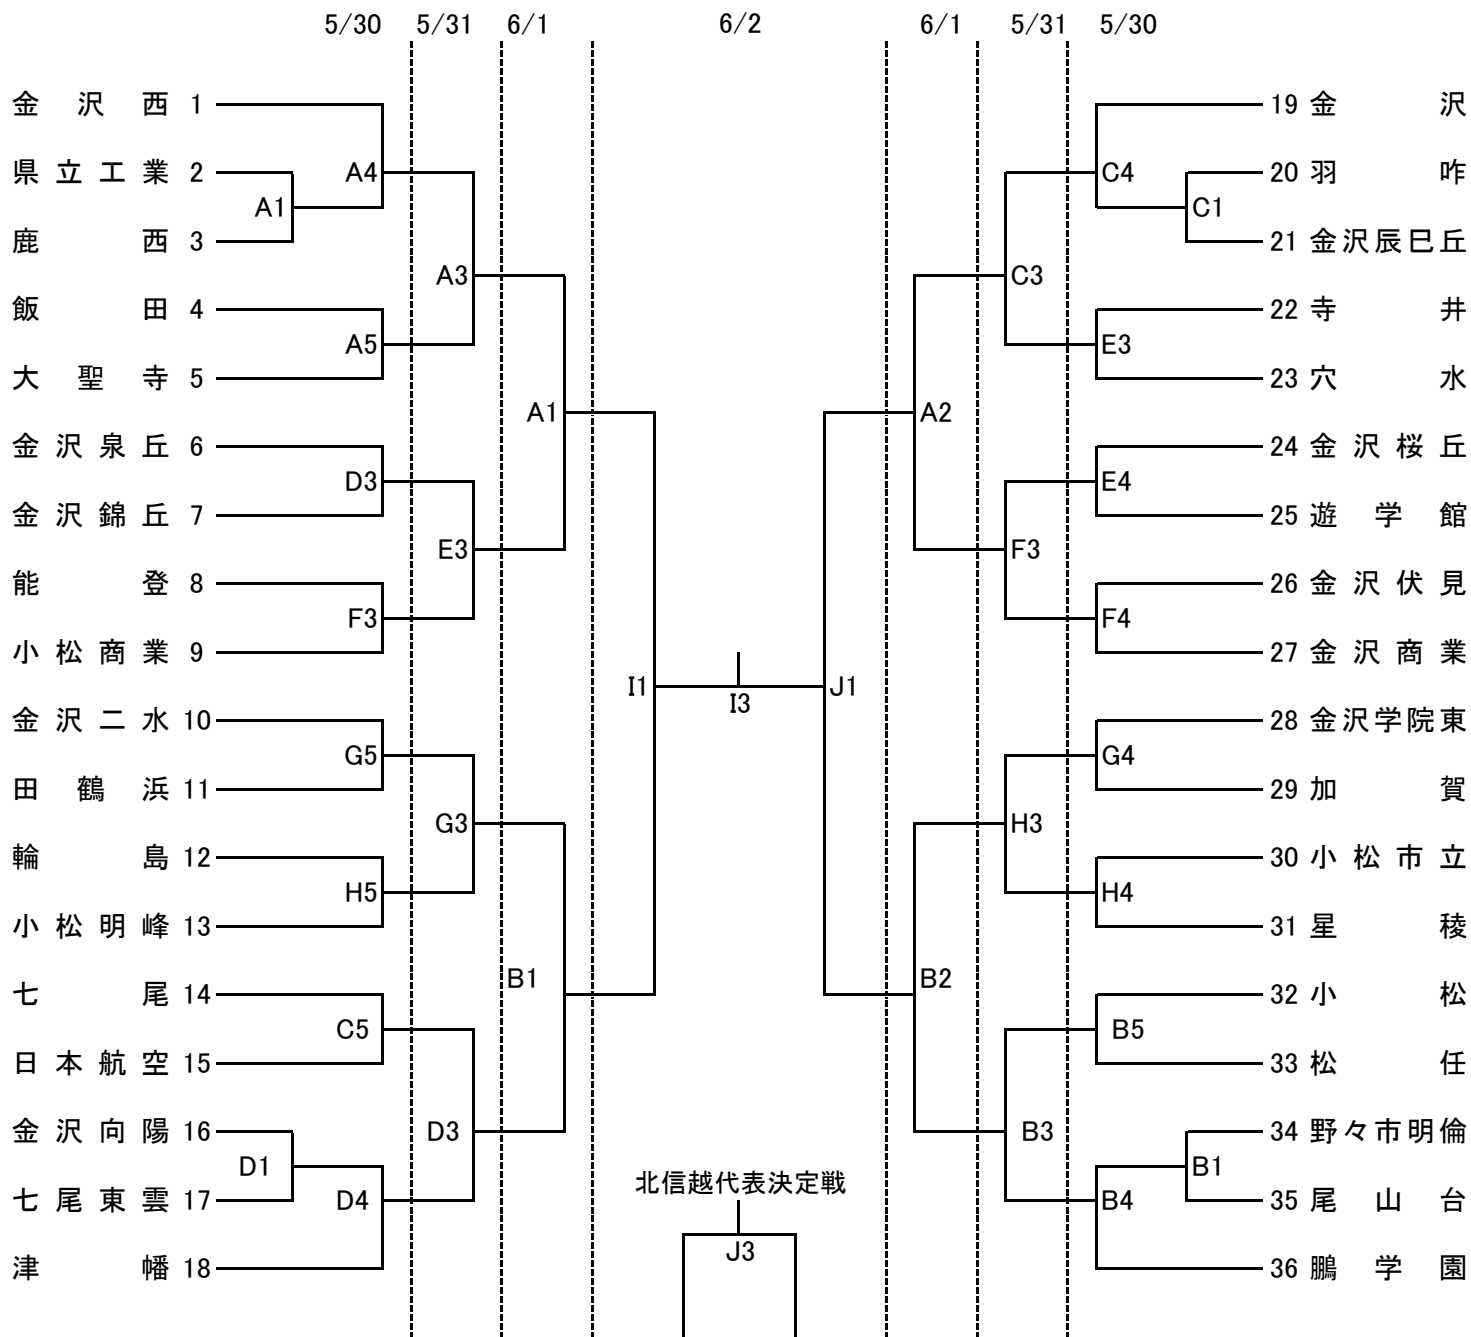 5/30 5/31 6/1 6/2 6/1 5/31 5/30
金沢西 1 19 金沢
県立工業 2 A4 C4 20 羽咋
A1 C1
鹿西 3 21 金沢辰巳丘
A3 C3
飯田 4 22 寺井
A5 E3
大聖寺 5 23 穴水
A1 A2
金沢泉丘 6 24 金沢桜丘
D3 E4
金沢錦丘 7 25 遊学館
E3 F3
能登 8 26 金沢伏見
F3 F4
小松商業 9 27 金沢商業
I1 J1
I3
金沢二水 10 28 金沢学院東
G5 G4
田鶴浜 11 29 加賀
G3 H3
輪島 12 30 小松市立
H5 H4
小松明峰 13 31 星稜
B1 B2
七尾 14 32 小松
C5 B5
日本航空 15 33 松任
金沢向陽 16 D3 B3 34 野々市明倫
D1 B1
北信越代表決定戦
七尾東雲 17 D4 B4 35 尾山台
J3
津幡 18 36 鵬学園